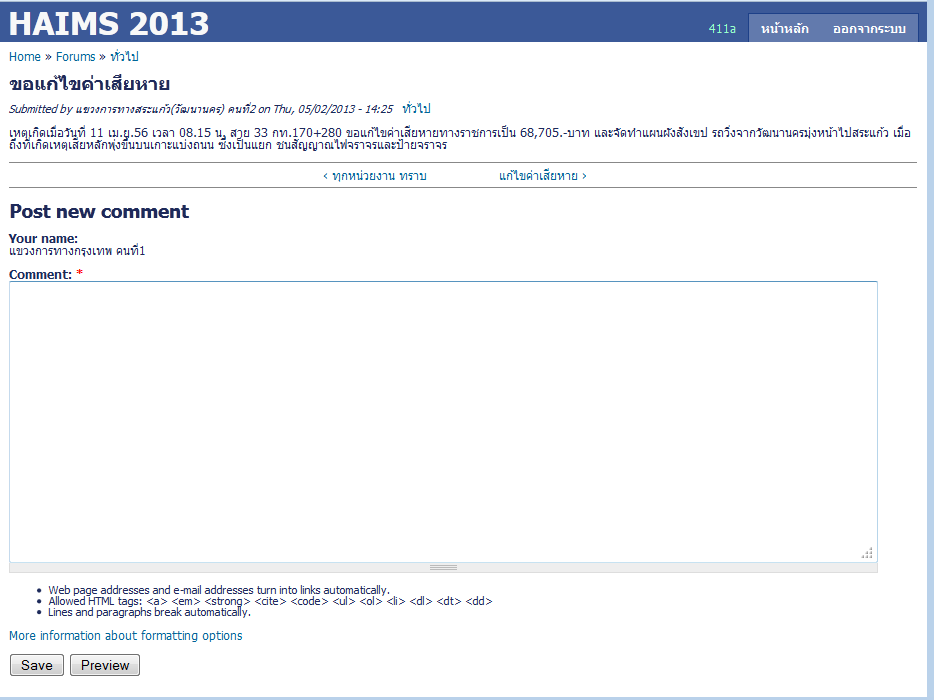 HAIMS 2013
411a หน้าหลัก ออกจากระบบ
Home » Forums » ทั่วไป
ขอแก้ไขค่าเสียหาย
Submitted by แขวงการทางสระแก้ว(วัฒนานคร) คนที่2 on Thu, 05/02/2013 - 14:25 ทั่วไป
เหตุเกิดเมื่อวันที่ 11 เม.ย.56 เวลา 08.15 น. สาย 33 กท.170+280 ขอแก้ไขค่าเสียหายทางราชการเป็น 68,705.-บาท และจัดทำแผนผังสังเขป รถวิ่งจากวัฒนานครมุ่งหน้าไปสระแก้ว เมื่อ
ถึงที่เกิดเหตุเสียหลักพุ่งขึ้นบนเกาะแบ่งถนน ซึ่งเป็นแยก ชนสัญญาณไฟจราจรและป้ายจราจร
‹ ทุกหน่วยงาน ทราบ แก้ไขค่าเสียหาย ›
Post new comment
Your name:
แขวงการทางกรุงเทพ คนที่1
Comment: *
• Web page addresses and e-mail addresses turn into links automatically.
• Allowed HTML tags: <a> <em> <strong> <cite> <code> <ul> <ol> <li> <dl> <dt> <dd>
• Lines and paragraphs break automatically.
More information about formatting options
Save Preview